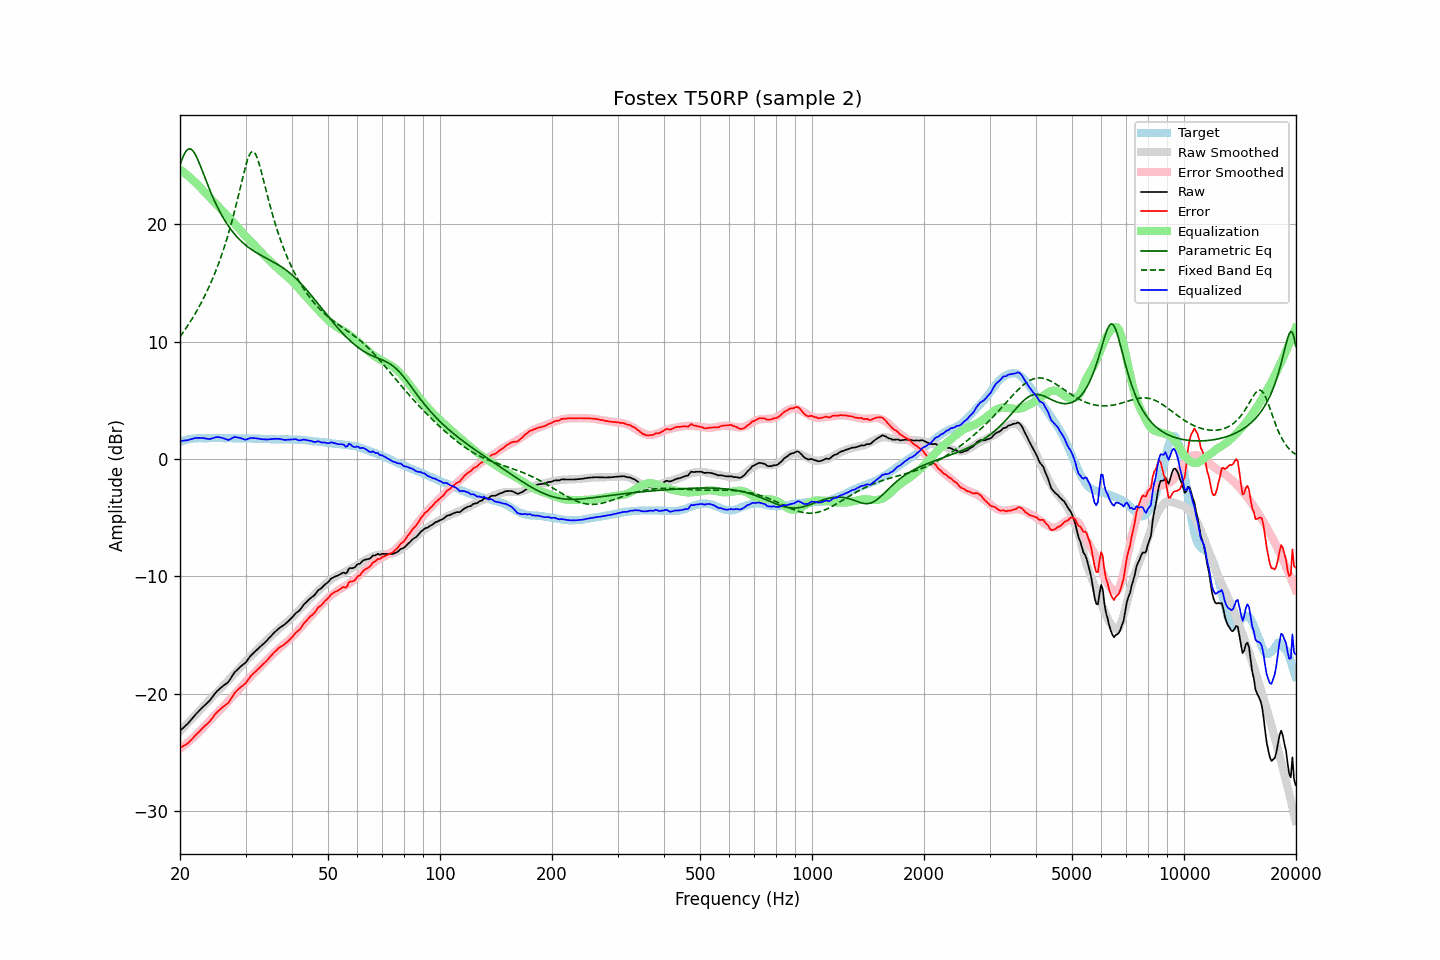 Fostex T50RP (sample 2)
Target
Raw Smoothed
Error Smoothed
Raw
Error
Equalization
Parametric Eq
Fixed Band Eq
Equalized
20
10
0
−10
−20
−30
Amplitude (dBr)
20 50 100 200 500 1000 2000 5000 10000 20000
Frequency (Hz)